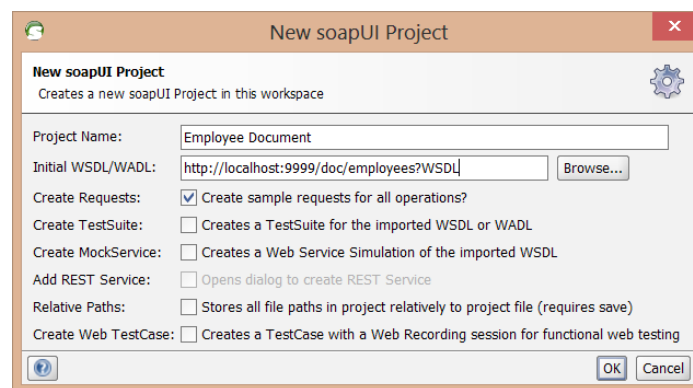 New soapUI Project
New soapUI Project
Creates a new soapUI Project in this workspace
Project Name: Employee Document
Initial WSDL/WADL: http://localhost:9999/doc/employees?WSDL Browse...
Create Requests: Create sample requests for all operations?
Create TestSuite: Creates a TestSuite for the imported WSDL or WADL
Create MockService: Creates a Web Service Simulation of the imported WSDL
Add REST Service: Opens dialog to create REST Service
Relative Paths: Stores all file paths in project relatively to project file (requires save)
Create Web TestCase: Creates a TestCase with a Web Recording session for functional web testing
OK Cancel